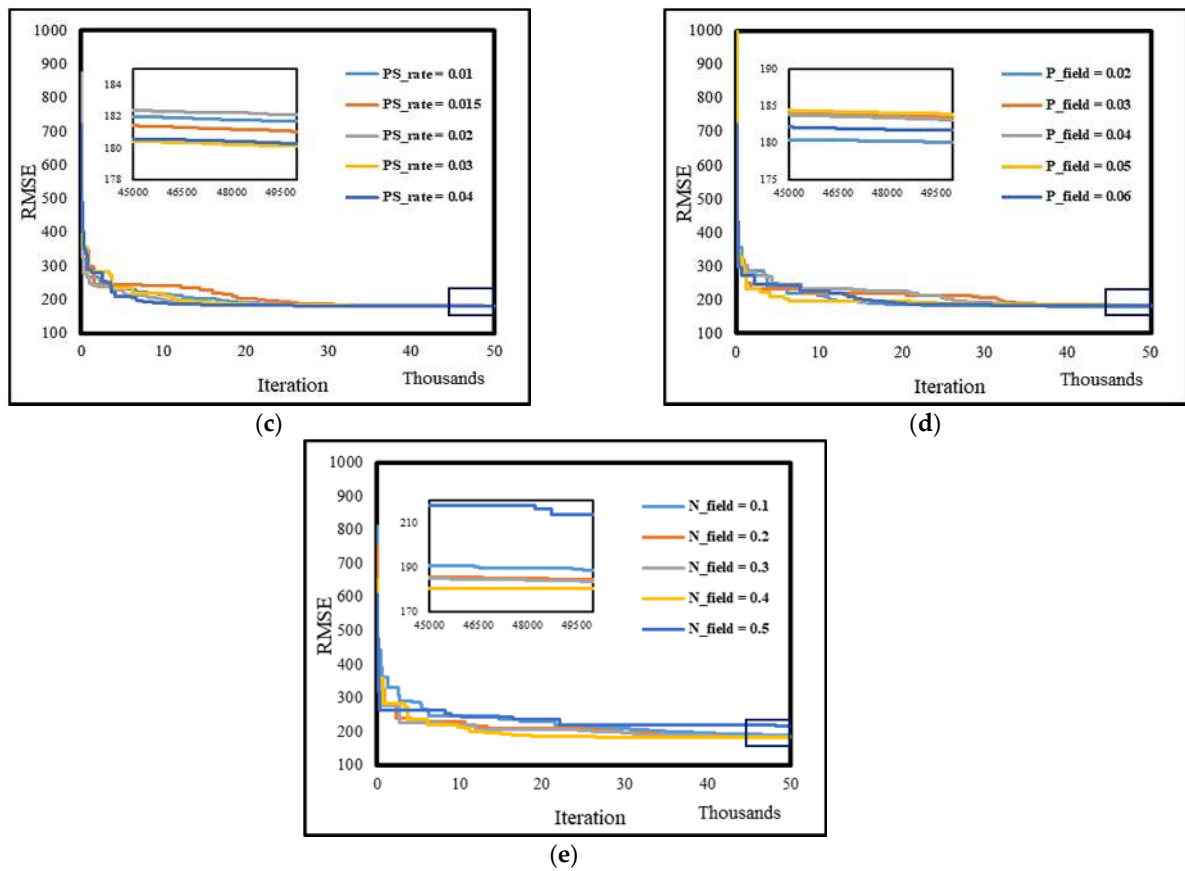 1000
900
800
700
600
500
400
300
200
100
RMSE
184
182
180
178
45000 46500 48000 49500
PS_rate = 0.01
PS_rate = 0.015
PS_rate = 0.02
PS_rate = 0.03
PS_rate = 0.04
0 10 20 30 40 50
Iteration
Thousands
(c)
1000
900
800
700
600
500
400
300
200
100
RMSE
190
185
180
175
45000 46500 48000 49500
P_field = 0.02
P_field = 0.03
P_field = 0.04
P_field = 0.05
P_field = 0.06
0 10 20 30 40 50
Iteration
Thousands
(d)
1000
900
800
700
600
500
400
300
200
100
RMSE
210
190
170
45000 46500 48000 49500
N_field = 0.1
N_field = 0.2
N_field = 0.3
N_field = 0.4
N_field = 0.5
0 10 20 30 40 50
Iteration
Thousands
(e)